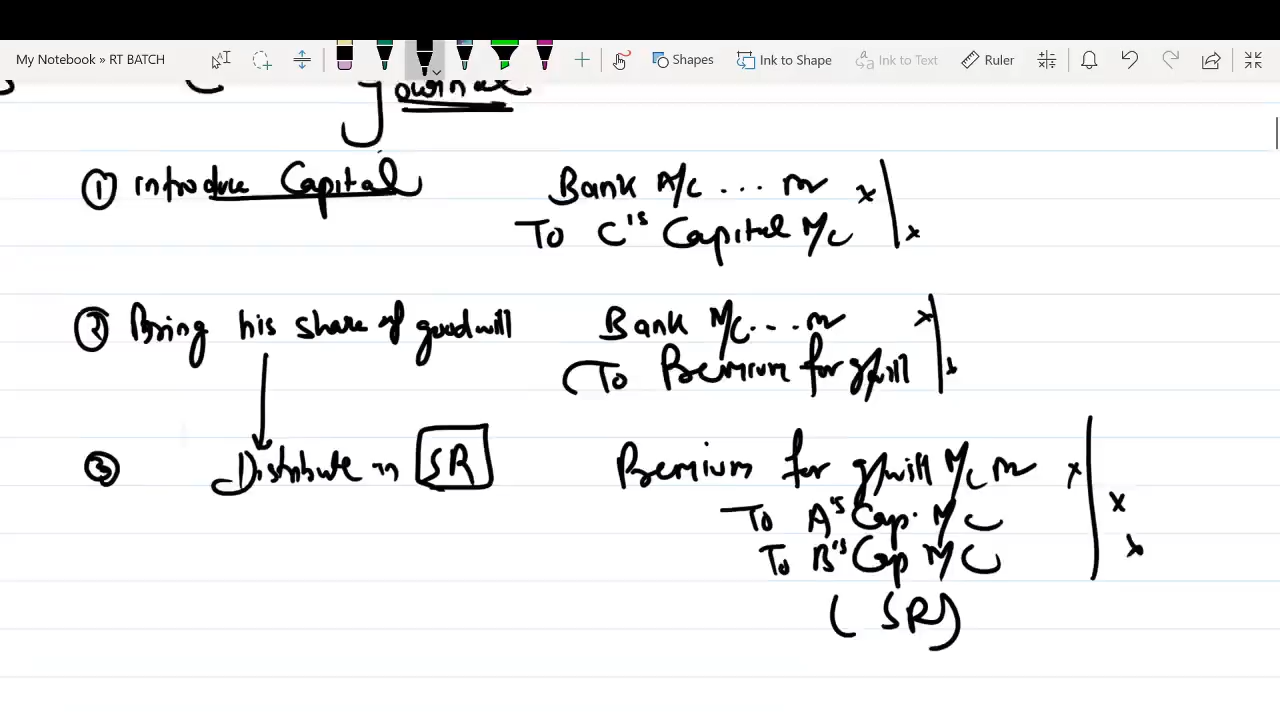 My Notebook » RT BATCH
Shapes
Ink to Shape
Ink to Text
Ruler
Journal
① introduce Capital
Bank A/C ... Dr x
To C's Capital A/C x
② Bring his share of goodwill
Bank A/C ... Dr x
To Premium for g/will x
③ Distribute in SR
Premium for g/will A/C Dr x
To A's Cap. A/C x
To B's Cap A/C x
(SR)